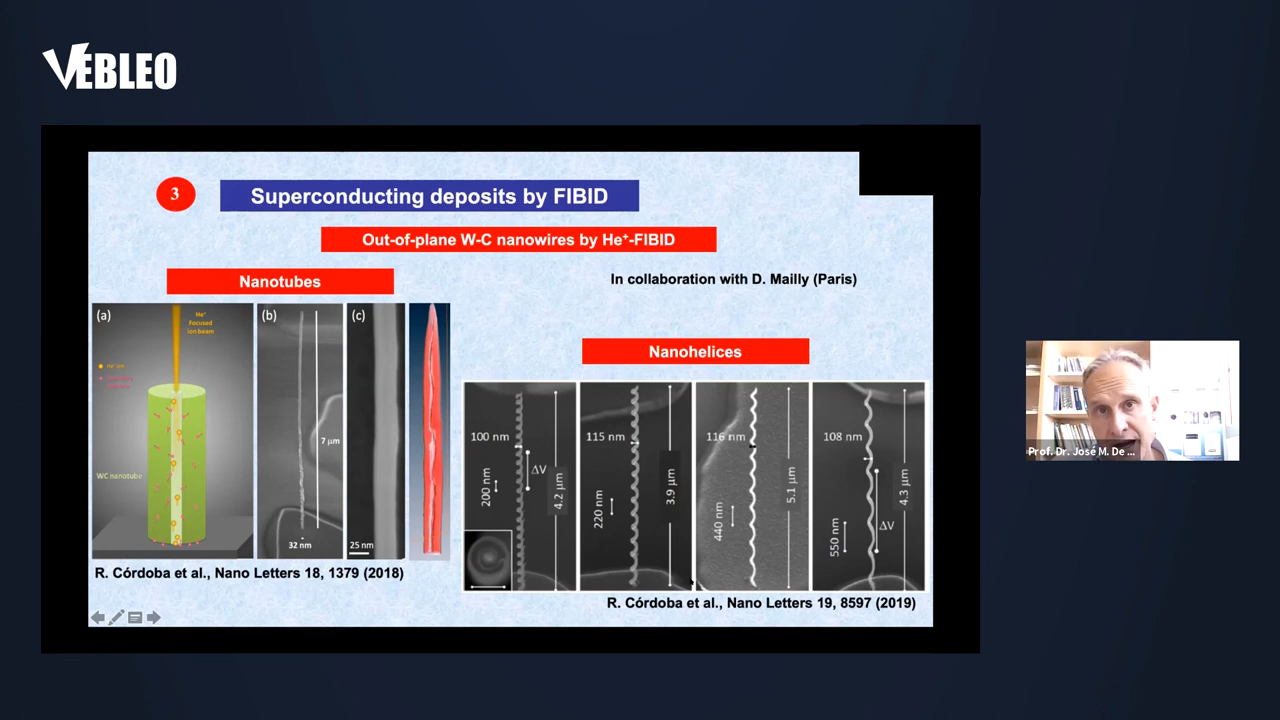 VEBLEO
3
Superconducting deposits by FIBID
Out-of-plane W-C nanowires by He⁺-FIBID
Nanotubes
In collaboration with D. Mailly (Paris)
(a)
He⁺
Focused
ion beam
WC nanotube
(b)
7 μm
32 nm
(c)
25 nm
Nanohelices
100 nm
200 nm
ΔV
4.2 μm
115 nm
220 nm
3.9 μm
116 nm
440 nm
5.1 μm
108 nm
550 nm
ΔV
4.3 μm
R. Córdoba et al., Nano Letters 18, 1379 (2018)
R. Córdoba et al., Nano Letters 19, 8597 (2019)
Prof. Dr. José M. De ...